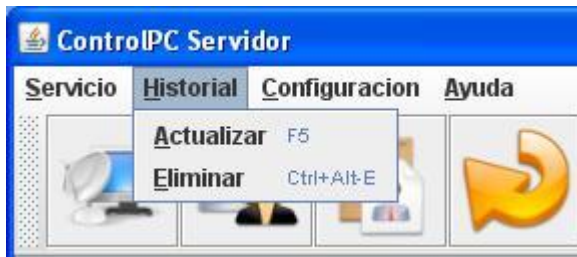 ControlPC Servidor
Servicio Historial Configuracion Ayuda
Actualizar F5
Eliminar Ctrl+Alt-E